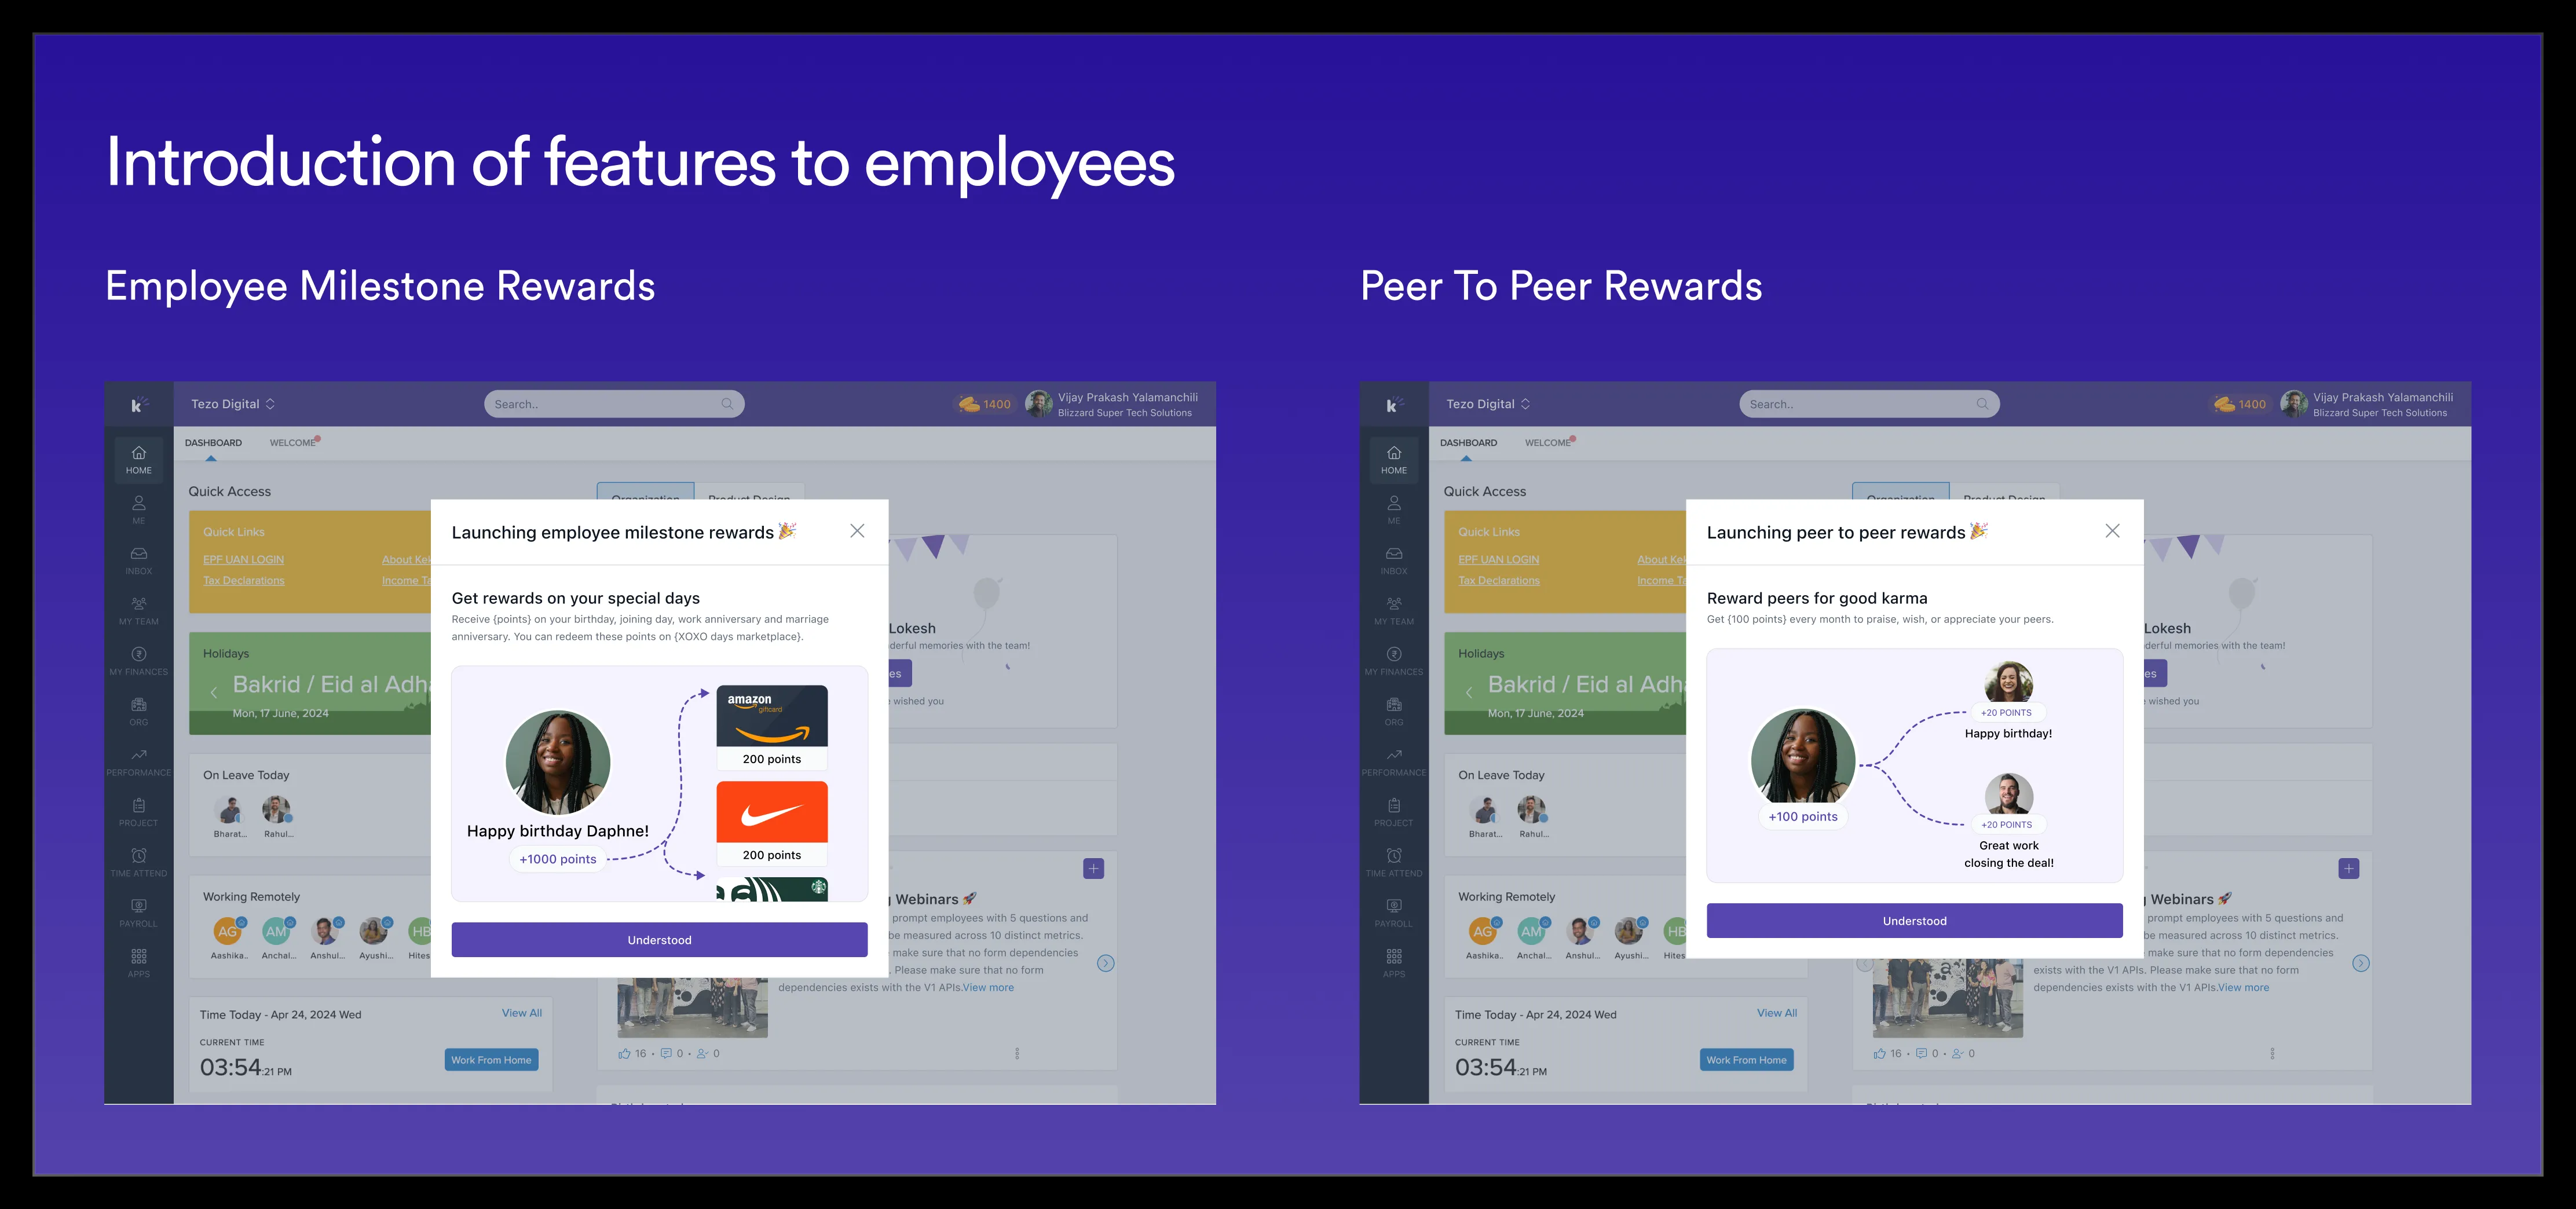 Introduction of features to employees
Employee Milestone Rewards
k
Tezo Digital
Search..
1400
Vijay Prakash Yalamanchili
Blizzard Super Tech Solutions
DASHBOARD
WELCOME
HOME
ME
INBOX
MY TEAM
MY FINANCES
ORG
PERFORMANCE
PROJECT
TIME ATTEND
PAYROLL
APPS
Quick Access
Quick Links
EPF UAN LOGIN
About Kek
Tax Declarations
Income Ta
Holidays
Bakrid / Eid al Adha
Mon, 17 June, 2024
On Leave Today
Bharat...
Rahul...
Working Remotely
AG
AM
HB
Aashika..
Anchal...
Anshul...
Ayushi...
Hites
Time Today - Apr 24, 2024 Wed
View All
CURRENT TIME
03:54:21 PM
Work From Home
Organization
Product Design
Launching employee milestone rewards
Get rewards on your special days
Receive {points} on your birthday, joining day, work anniversary and marriage
anniversary. You can redeem these points on {XOXO days marketplace}.
Happy birthday Daphne!
+1000 points
amazon
giftcard
200 points
200 points
Understood
Lokesh
derful memories with the team!
es
wished you
Webinars
prompt employees with 5 questions and
be measured across 10 distinct metrics.
make sure that no form dependencies
. Please make sure that no form
dependencies exists with the V1 APIs.View more
16 • 0 • 0
Peer To Peer Rewards
k
Tezo Digital
Search..
1400
Vijay Prakash Yalamanchili
Blizzard Super Tech Solutions
DASHBOARD
WELCOME
HOME
ME
INBOX
MY TEAM
MY FINANCES
ORG
PERFORMANCE
PROJECT
TIME ATTEND
PAYROLL
APPS
Quick Access
Quick Links
EPF UAN LOGIN
About Kek
Tax Declarations
Income Ta
Holidays
Bakrid / Eid al Adha
Mon, 17 June, 2024
On Leave Today
Bharat...
Rahul...
Working Remotely
AG
AM
HB
Aashika..
Anchal...
Anshul...
Ayushi...
Hites
Time Today - Apr 24, 2024 Wed
View All
CURRENT TIME
03:54:21 PM
Work From Home
Organization
Product Design
Launching peer to peer rewards
Reward peers for good karma
Get {100 points} every month to praise, wish, or appreciate your peers.
+100 points
+20 POINTS
Happy birthday!
+20 POINTS
Great work
closing the deal!
Understood
Lokesh
derful memories with the team!
es
wished you
Webinars
prompt employees with 5 questions and
be measured across 10 distinct metrics.
make sure that no form dependencies
exists with the V1 APIs. Please make sure that no form
dependencies exists with the V1 APIs.View more
16 • 0 • 0